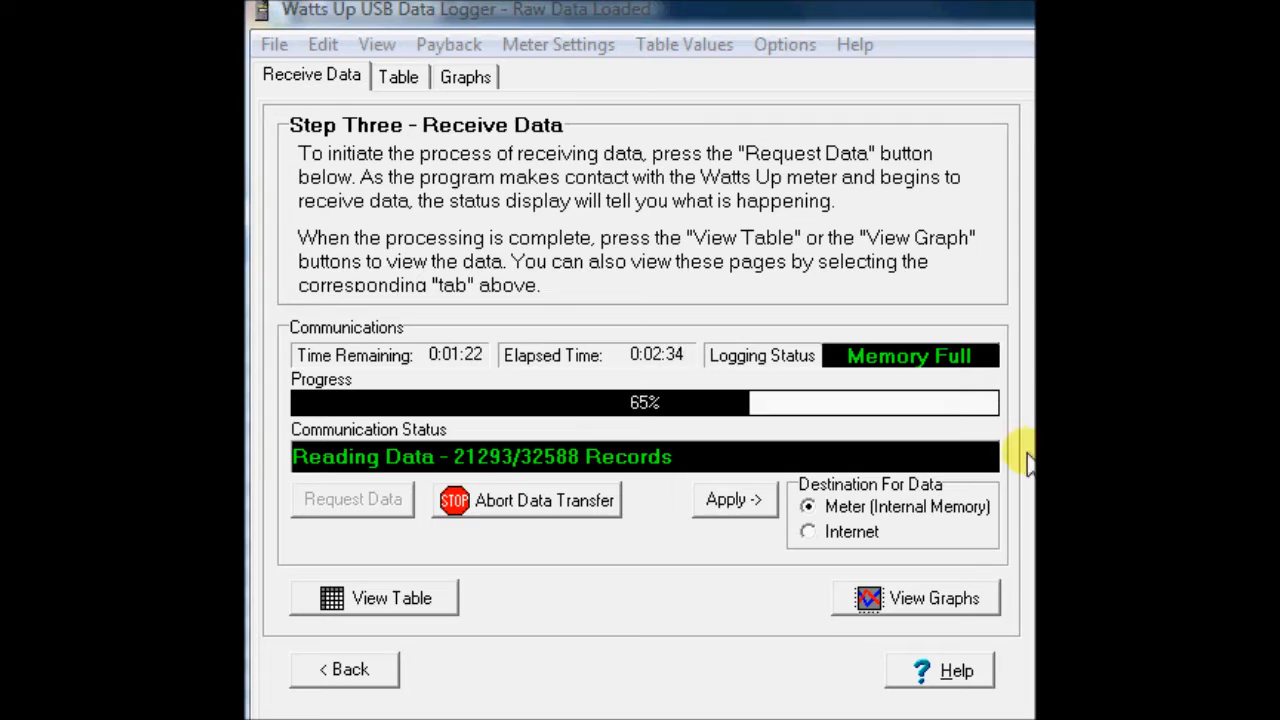 Watts Up USB Data Logger - Raw Data Loaded
File Edit View Payback Meter Settings Table Values Options Help
Receive Data Table Graphs
Step Three - Receive Data
To initiate the process of receiving data, press the "Request Data" button
below. As the program makes contact with the Watts Up meter and begins to
receive data, the status display will tell you what is happening.
When the processing is complete, press the "View Table" or the "View Graph"
buttons to view the data. You can also view these pages by selecting the
corresponding "tab" above.
Communications
Time Remaining: 0:01:22 Elapsed Time: 0:02:34 Logging Status Memory Full
Progress
65%
Communication Status
Reading Data - 21293/32588 Records
Request Data STOP Abort Data Transfer Apply -> Destination For Data
Meter (Internal Memory)
Internet
View Table View Graphs
< Back ? Help